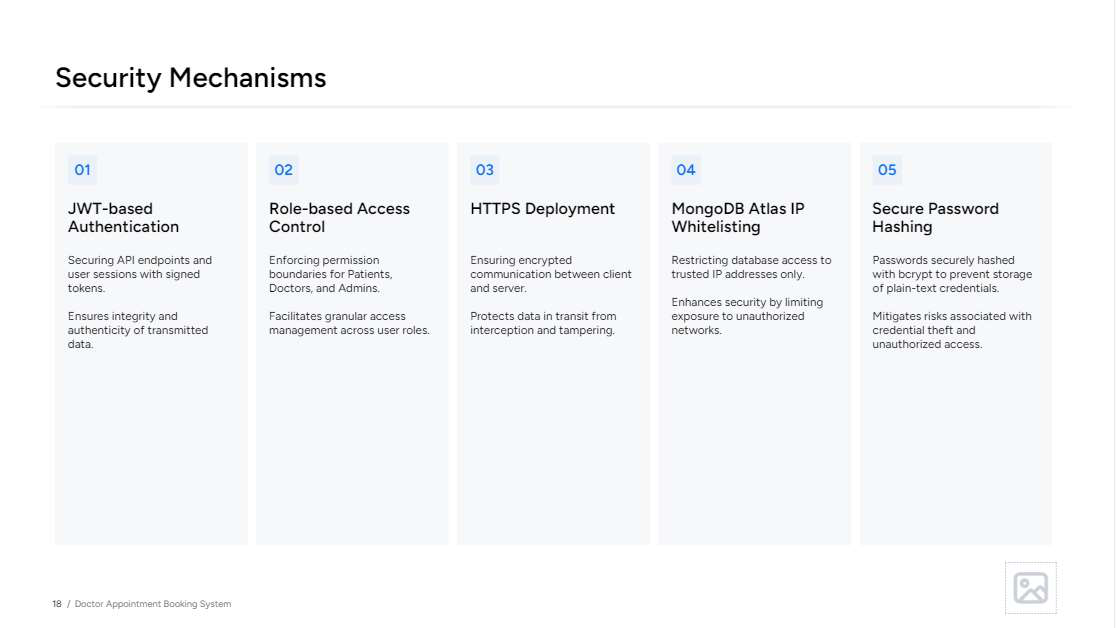 Security Mechanisms
01
JWT-based
Authentication
Securing API endpoints and
user sessions with signed
tokens.
Ensures integrity and
authenticity of transmitted
data.
02
Role-based Access
Control
Enforcing permission
boundaries for Patients,
Doctors, and Admins.
Facilitates granular access
management across user roles.
03
HTTPS Deployment
Ensuring encrypted
communication between client
and server.
Protects data in transit from
interception and tampering.
04
MongoDB Atlas IP
Whitelisting
Restricting database access to
trusted IP addresses only.
Enhances security by limiting
exposure to unauthorized
networks.
05
Secure Password
Hashing
Passwords securely hashed
with bcrypt to prevent storage
of plain-text credentials.
Mitigates risks associated with
credential theft and
unauthorized access.
18 / Doctor Appointment Booking System